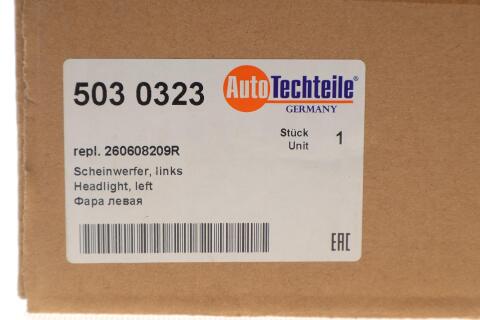 503 0323
AutoTechteile®
GERMANY
Stück
Unit
1
repl. 260608209R
Scheinwerfer, links
Headlight, left
Фара левая
EAC